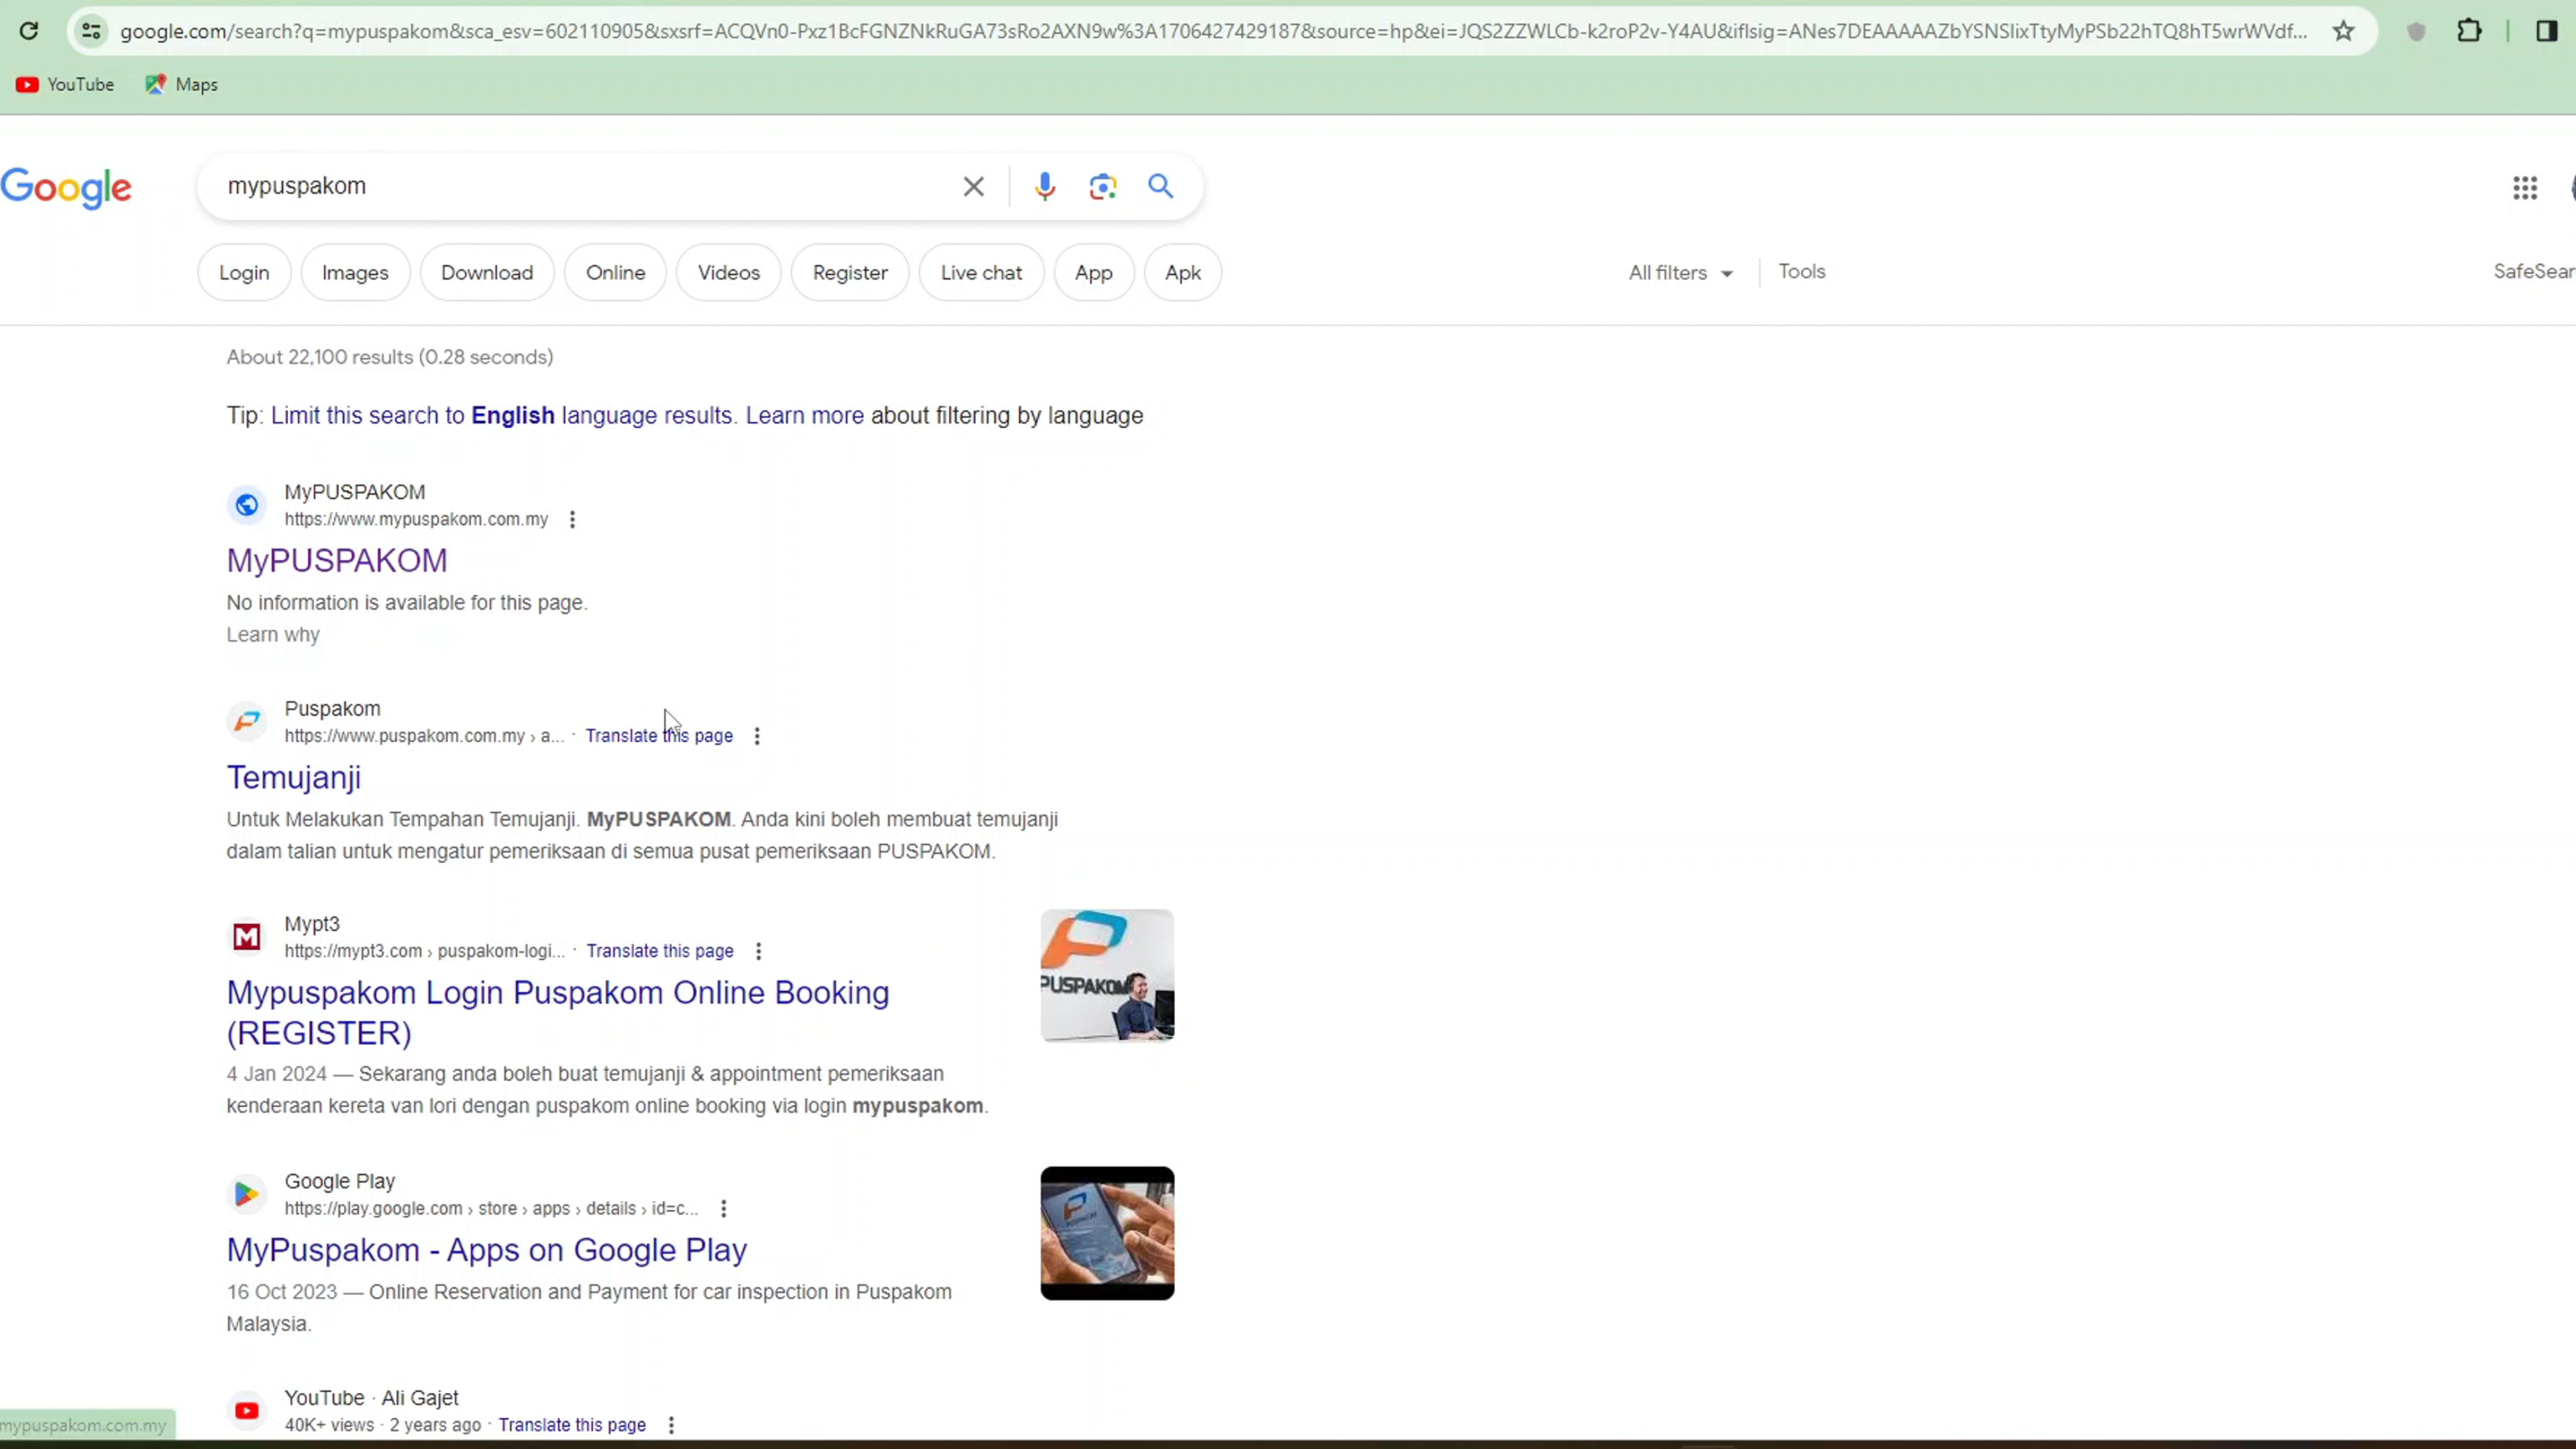 google.com/search?q=mypuspakom&sca_esv=602110905&sxsrf=ACQVn0-Pxz1BcFGNZNkRuGA73sRo2AXN9w%3A1706427429187&source=hp&ei=JQS2ZZWLCb-k2roP2v-Y4AU&iflsig=ANes7DEAAAAAZbYSNSIixTtyMyPSb22hTQ8hT5wrWVdf...
YouTube Maps
Google
mypuspakom
Login Images Download Online Videos Register Live chat App Apk All filters Tools
About 22,100 results (0.28 seconds)
Tip: Limit this search to English language results. Learn more about filtering by language
MyPUSPAKOM
https://www.mypuspakom.com.my
MyPUSPAKOM
No information is available for this page.
Learn why
Puspakom
https://www.puspakom.com.my › a... · Translate this page
Temujanji
Untuk Melakukan Tempahan Temujanji. MyPUSPAKOM. Anda kini boleh membuat temujanji
dalam talian untuk mengatur pemeriksaan di semua pusat pemeriksaan PUSPAKOM.
Mypt3
https://mypt3.com › puspakom-logi... · Translate this page
Mypuspakom Login Puspakom Online Booking
(REGISTER)
4 Jan 2024 — Sekarang anda boleh buat temujanji & appointment pemeriksaan
kenderaan kereta van lori dengan puspakom online booking via login mypuspakom.
PUSPAKOM
Google Play
https://play.google.com › store › apps › details › id=c...
MyPuspakom - Apps on Google Play
16 Oct 2023 — Online Reservation and Payment for car inspection in Puspakom
Malaysia.
YouTube · Ali Gajet
40K+ views · 2 years ago · Translate this page
mypuspakom.com.my